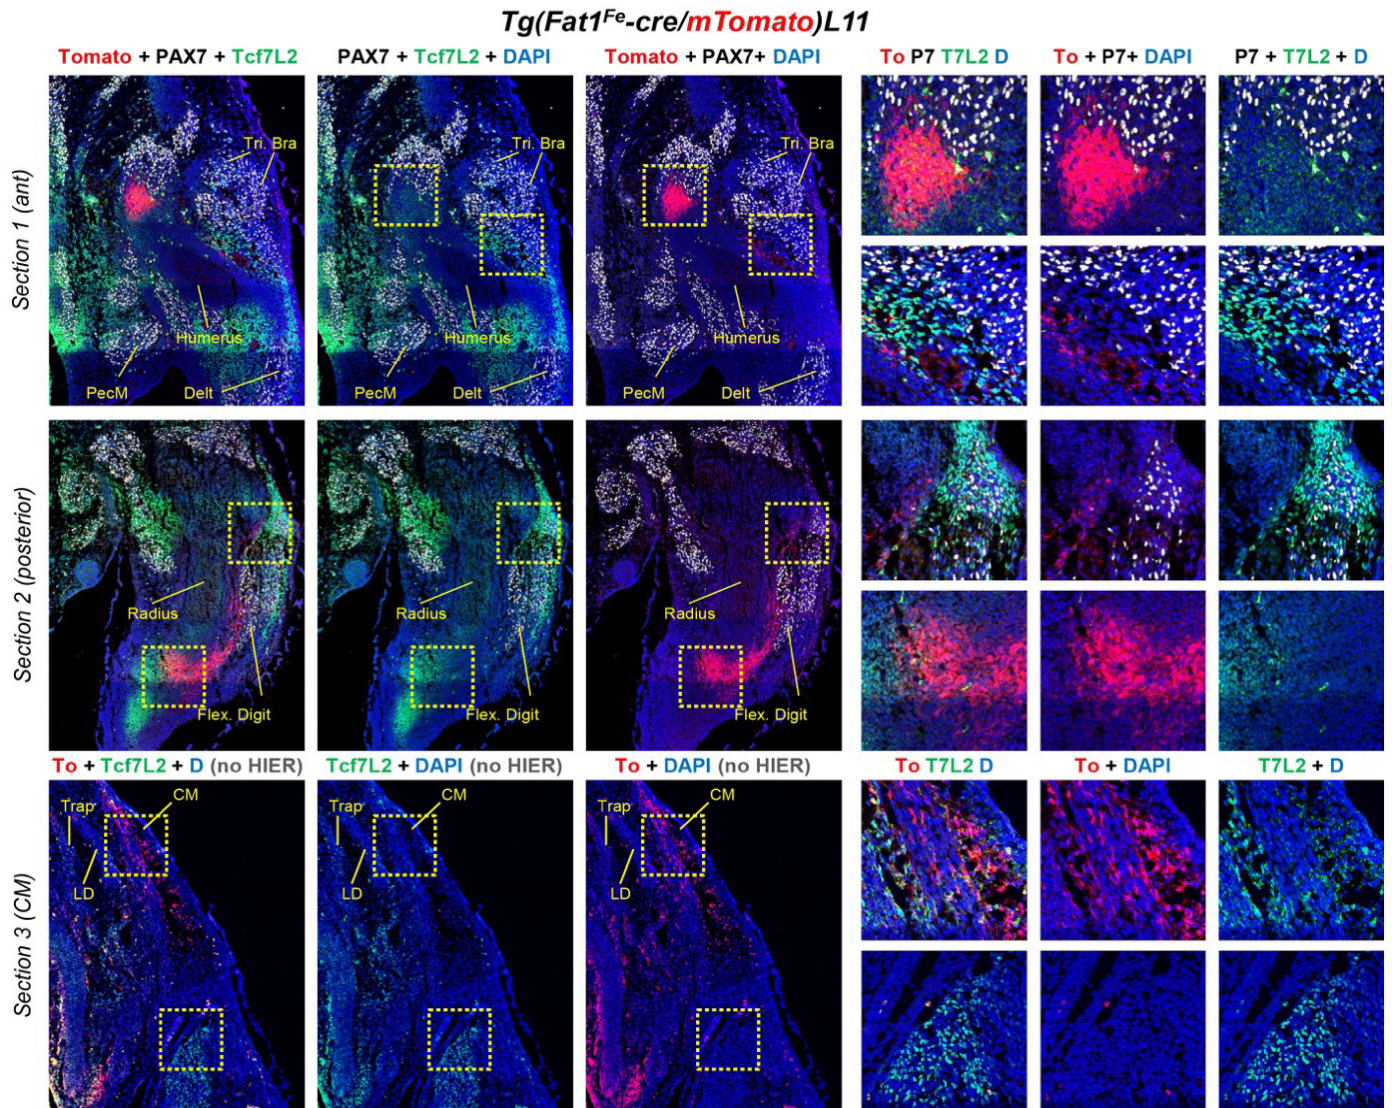 Tg(Fat1Fe-cre/mTomato)L11
Tomato + PAX7 + Tcf7L2
PAX7 + Tcf7L2 + DAPI
Tomato + PAX7+ DAPI
To P7 T7L2 D
To + P7+ DAPI
P7 + T7L2 + D
Section 1 (ant)
Tri. Bra
Humerus
PecM
Delt
Tri. Bra
Humerus
PecM
Delt
Tri. Bra
Humerus
PecM
Delt
Section 2 (posterior)
Radius
Flex. Digit
Radius
Flex. Digit
Radius
Flex. Digit
To + Tcf7L2 + D (no HIER)
Tcf7L2 + DAPI (no HIER)
To + DAPI (no HIER)
To T7L2 D
To + DAPI
T7L2 + D
Section 3 (CM)
Trap
CM
LD
Trap
CM
LD
Trap
CM
LD